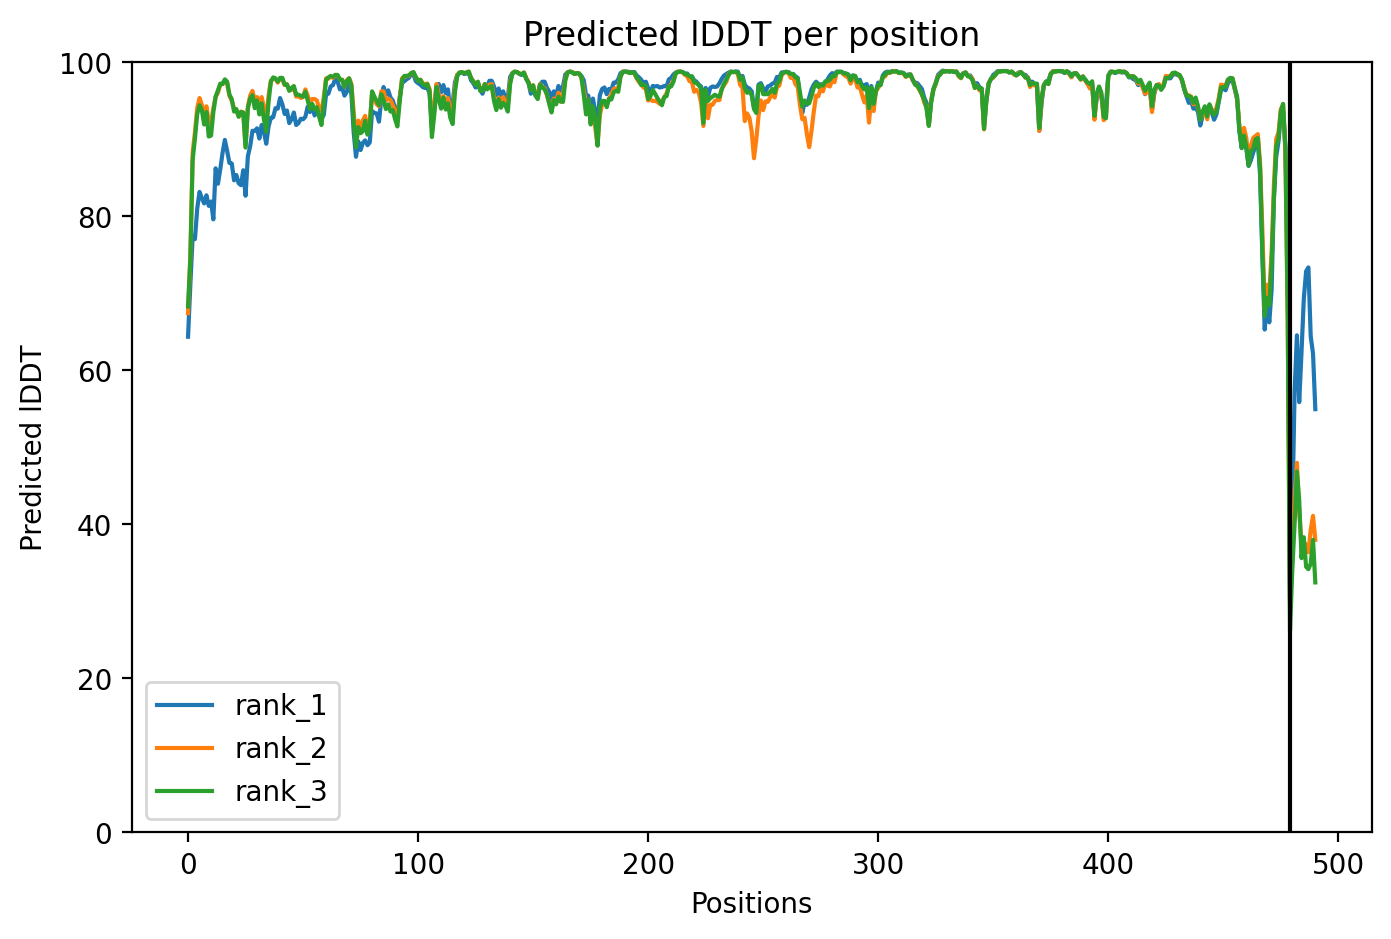 Predicted lDDT per position
100
80
60
40
20
0
Predicted lDDT
rank_1
rank_2
rank_3
0 100 200 300 400 500
Positions